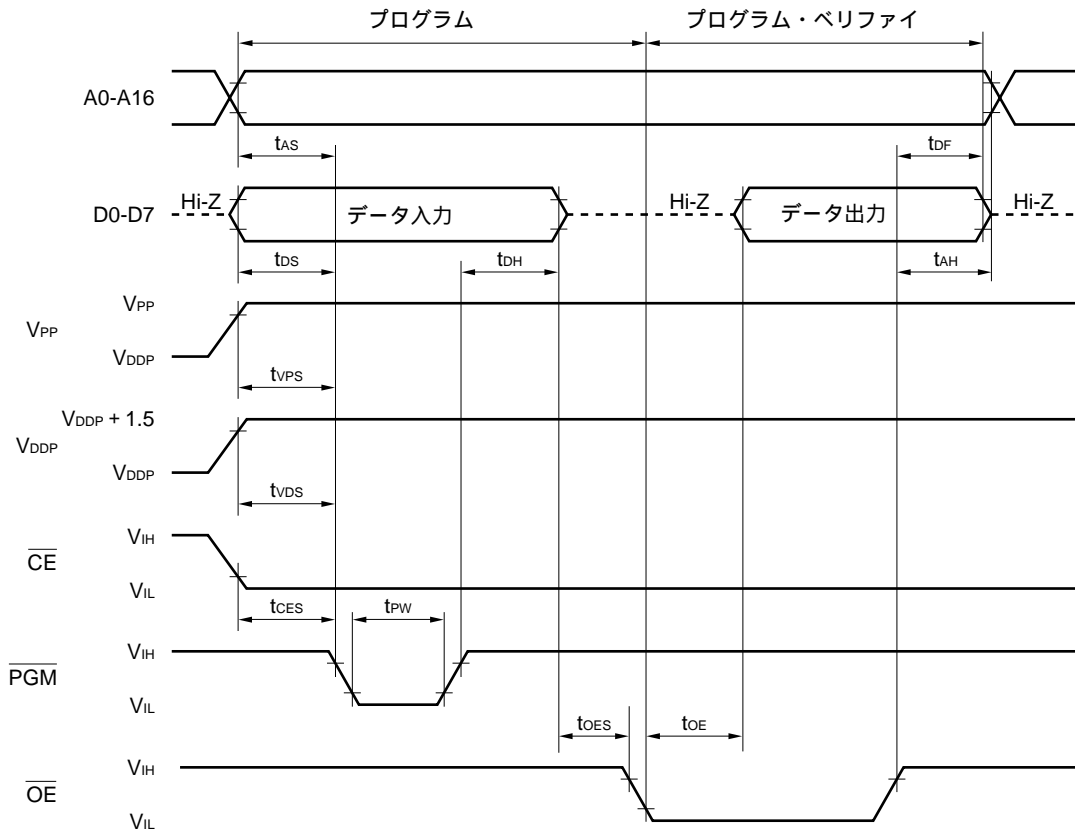 プログラム プログラム・ベリファイ
A0-A16
tAS tDF
D0-D7 Hi-Z データ入力 Hi-Z データ出力 Hi-Z
tDS tDH tAH
VPP
VPP
VDDP
tVPS
VDDP + 1.5
VDDP
VDDP
tVDS
VIH
CE
VIL
tCES tPW
VIH
PGM
VIL
tOES tOE
VIH
OE
VIL